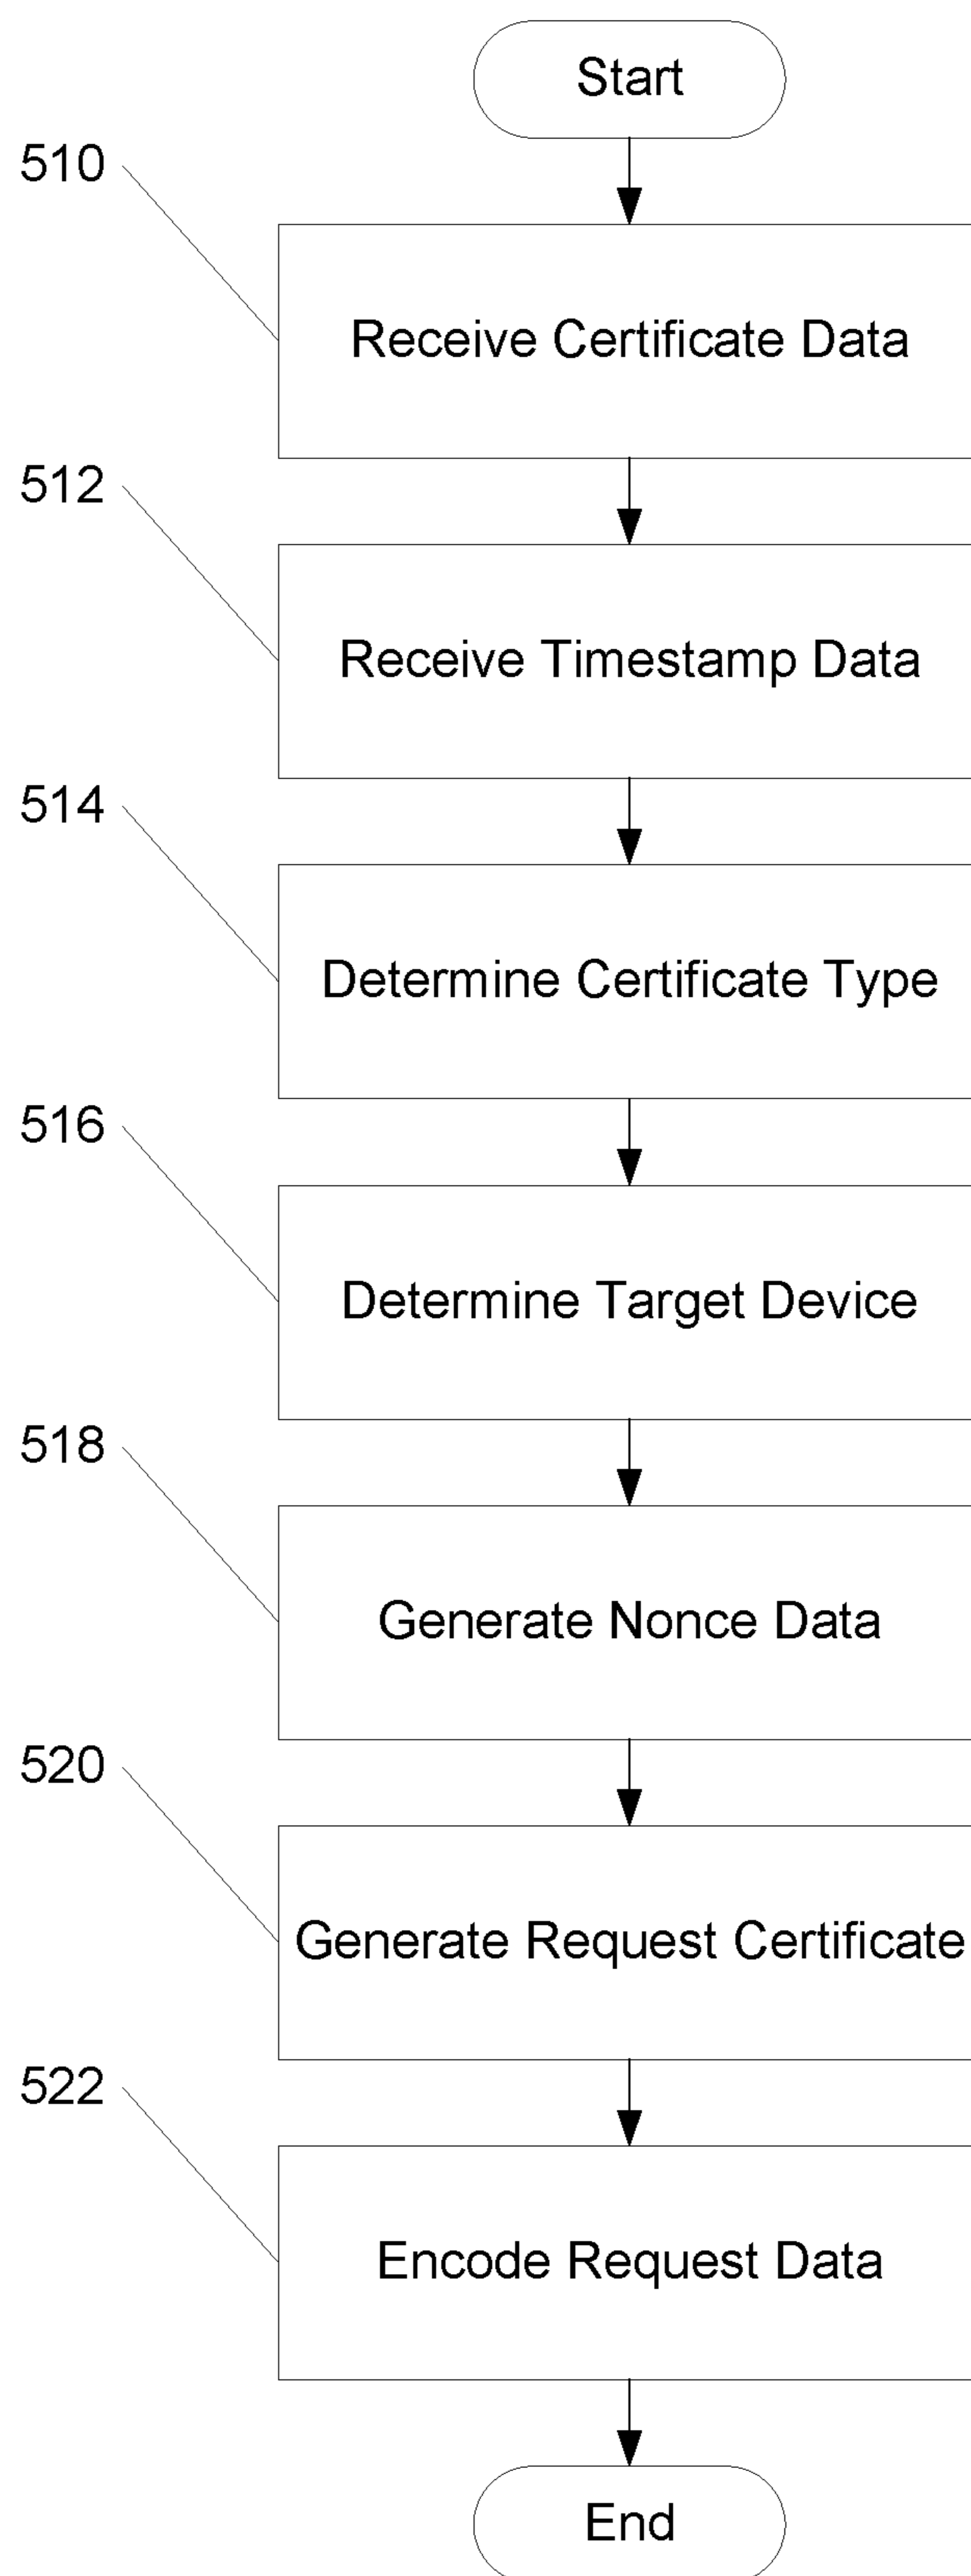 Start
510
Receive Certificate Data
512
Receive Timestamp Data
514
Determine Certificate Type
516
Determine Target Device
518
Generate Nonce Data
520
Generate Request Certificate
522
Encode Request Data
End